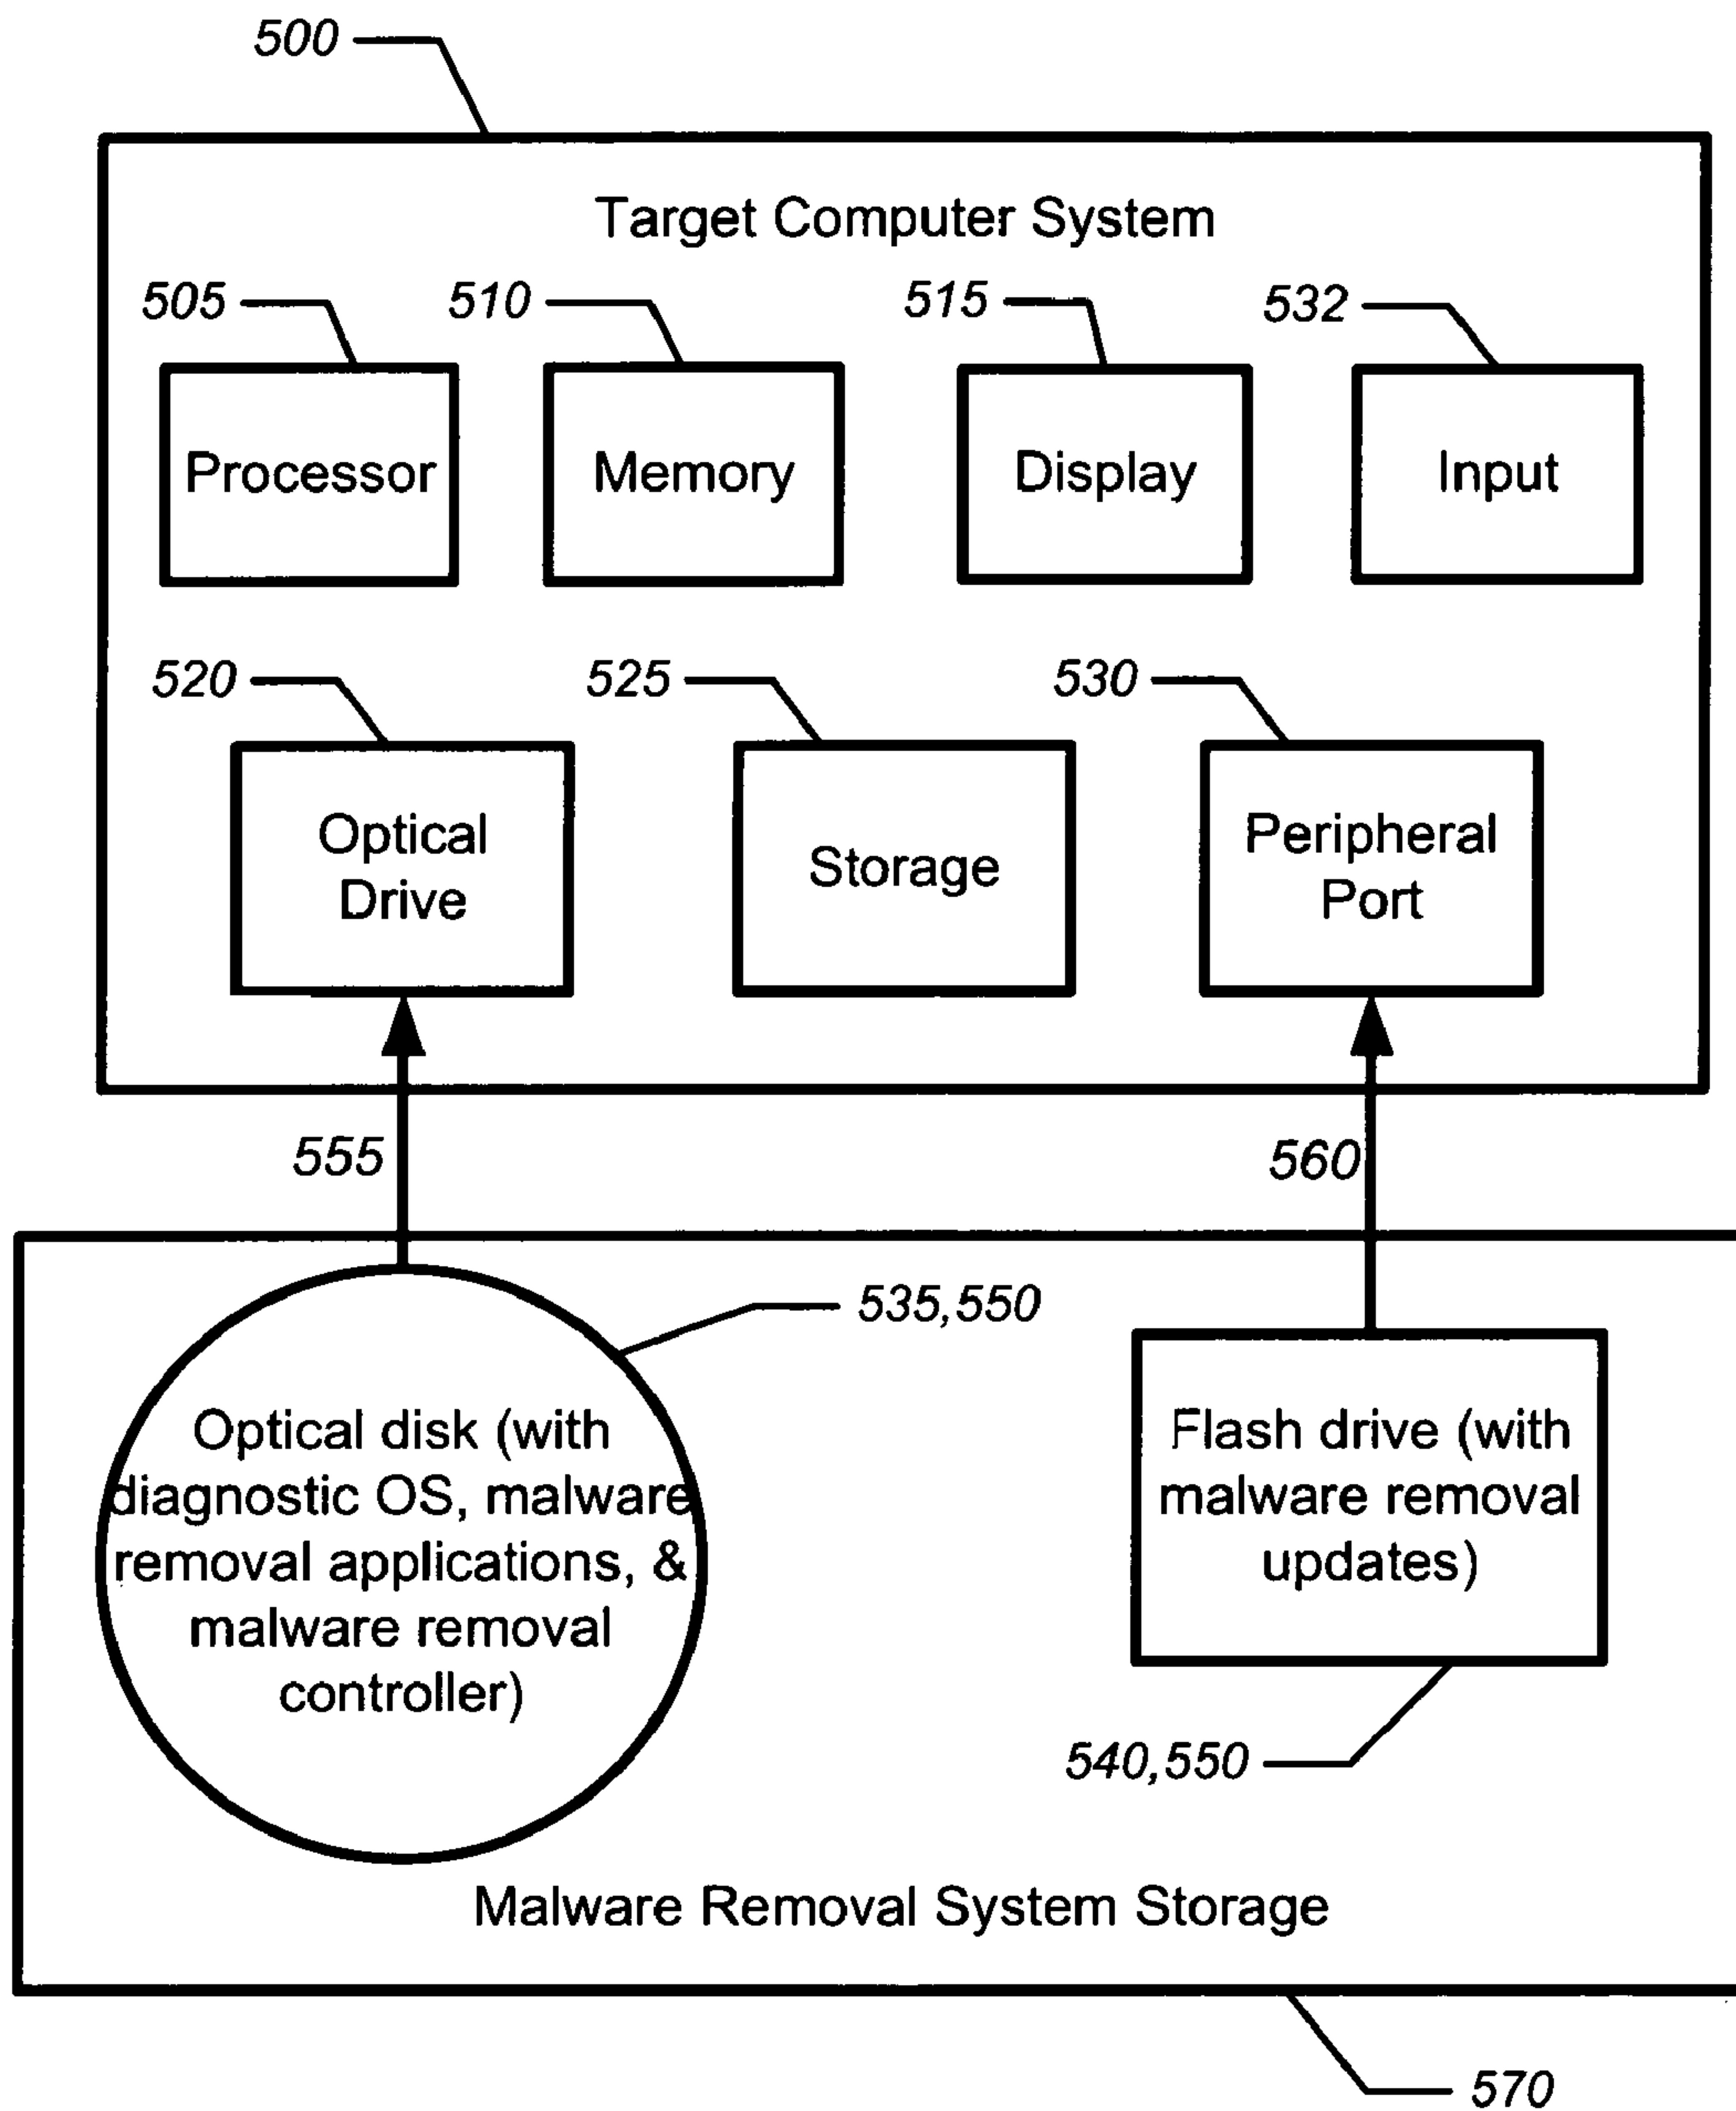 500
Target Computer System
505
510
515
532
Processor
Memory
Display
Input
520
525
530
Optical
Drive
Storage
Peripheral
Port
555
560
535,550
Optical disk (with
diagnostic OS, malware
removal applications, &
malware removal
controller)
Flash drive (with
malware removal
updates)
540,550
Malware Removal System Storage
570